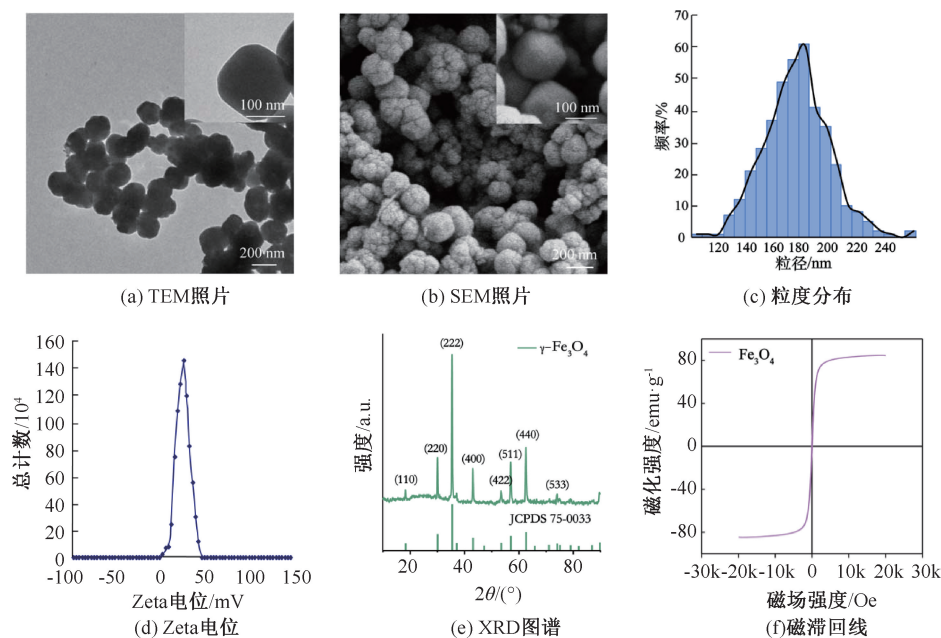 100 nm
200 nm
(a) TEM照片
100 nm
200 nm
(b) SEM照片
频率/%
70
60
50
40
30
20
10
0
120 140 160 180 200 220 240
粒径/nm
(c) 粒度分布
总计数/10⁴
160
140
120
100
80
60
40
20
0
-100 -50 0 50 100 150
Zeta电位/mV
(d) Zeta电位
强度/a.u.
γ-Fe₃O₄
(222)
(220)
(440)
(400)
(511)
(110)
(422)
(533)
JCPDS 75-0033
20 40 60 80
2θ/(°)
(e) XRD图谱
磁化强度/emu·g⁻¹
Fe₃O₄
80
40
0
-40
-80
-30k -20k -10k 0 10k 20k 30k
磁场强度/Oe
(f)磁滞回线